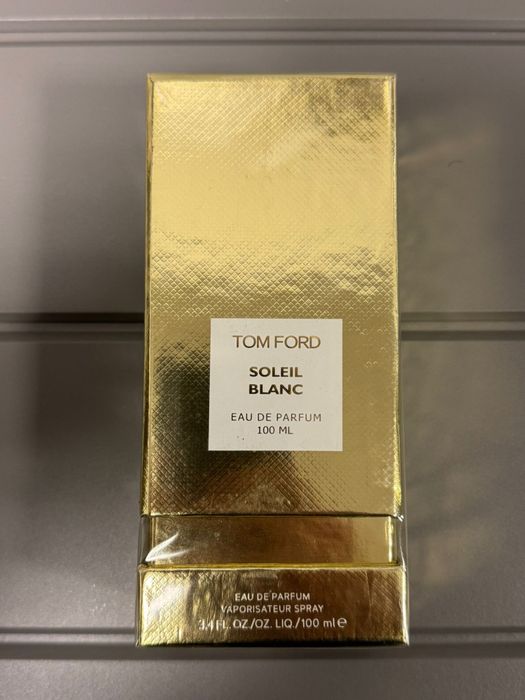 TOM FORD
SOLEIL
BLANC
EAU DE PARFUM
100 ML
EAU DE PARFUM
VAPORISATEUR SPRAY
3.4 FL. OZ./OZ. LIQ./100 ml ℮